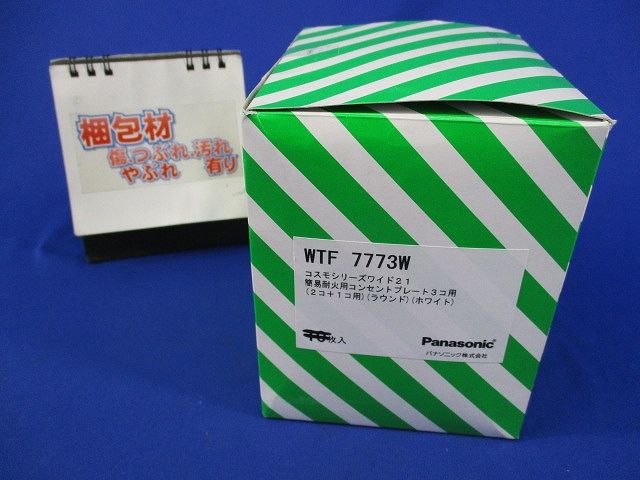 梱包材
傷.つぶれ.汚れ
やぶれ 有り
WTF 7773W
コスモシリーズワイド21
簡易耐火用コンセントプレート3コ用
(2コ+1コ用)(ラウンド)(ホワイト)
10枚入
Panasonic
パナソニック株式会社